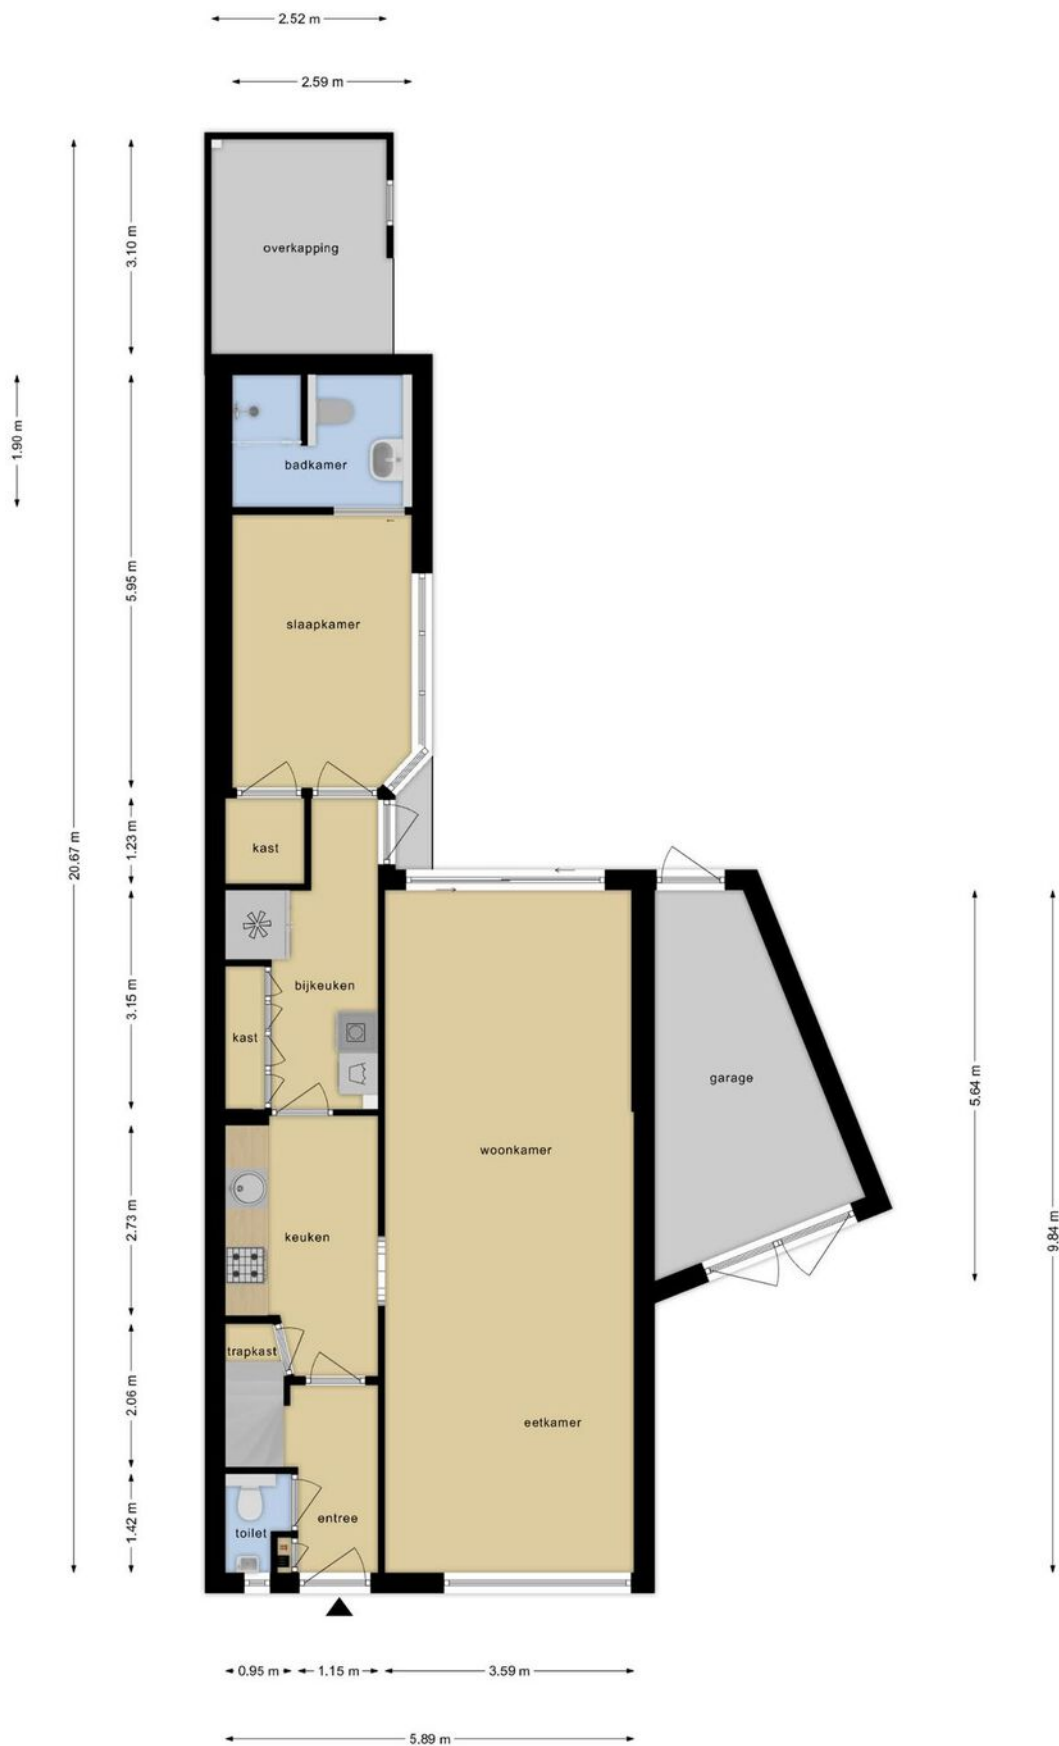 2.52 m
2.59 m
3.10 m
overkapping
1.90 m
badkamer
5.95 m
slaapkamer
20.67 m
1.23 m
kast
3.15 m
bijkeuken
kast
garage
5.64 m
woonkamer
9.84 m
2.73 m
keuken
trapkast
2.06 m
eetkamer
1.42 m
toilet
entree
0.95 m
1.15 m
3.59 m
5.89 m